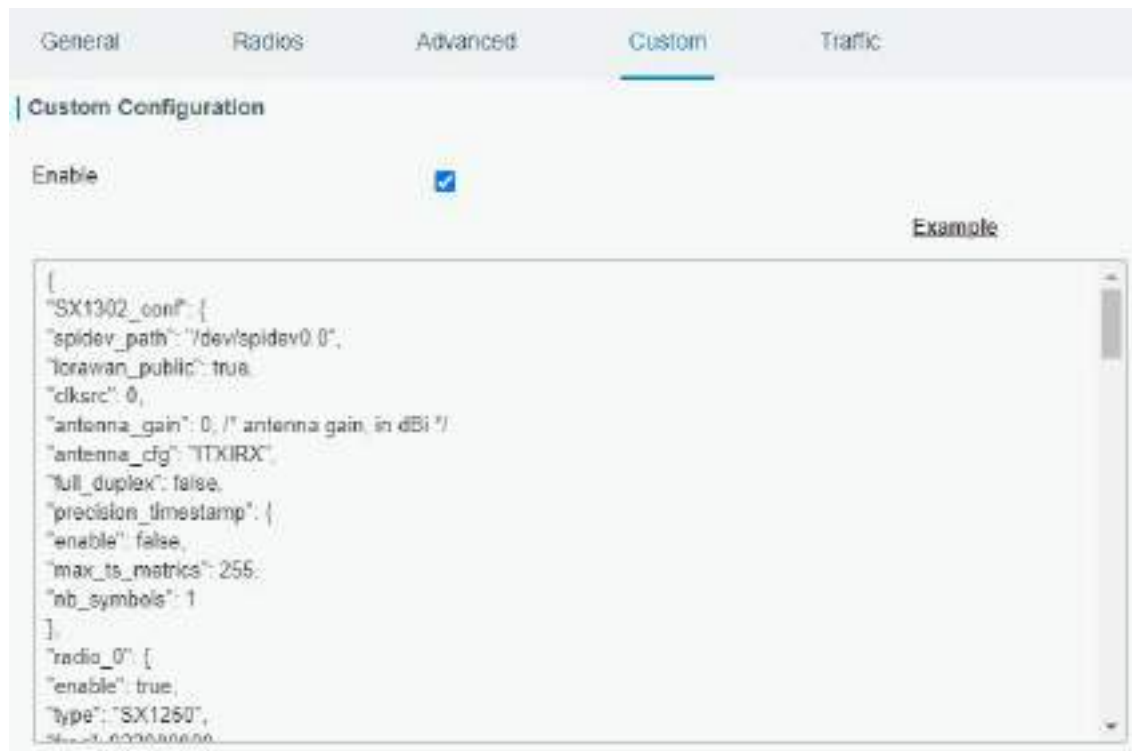 General Radios Advanced Custom Traffic
Custom Configuration
Enable
Example
{
"SX1302_conf": {
"spidev_path": "/dev/spidev0.0",
"lorawan_public": true,
"clksrc": 0,
"antenna_gain": 0, /* antenna gain, in dBi */
"antenna_cfg": "ITXIRX",
"full_duplex": false,
"precision_timestamp": {
"enable": false,
"max_ts_metrics": 255,
"nb_symbols": 1
},
"radio_0": {
"enable": true,
"type": "SX1250",